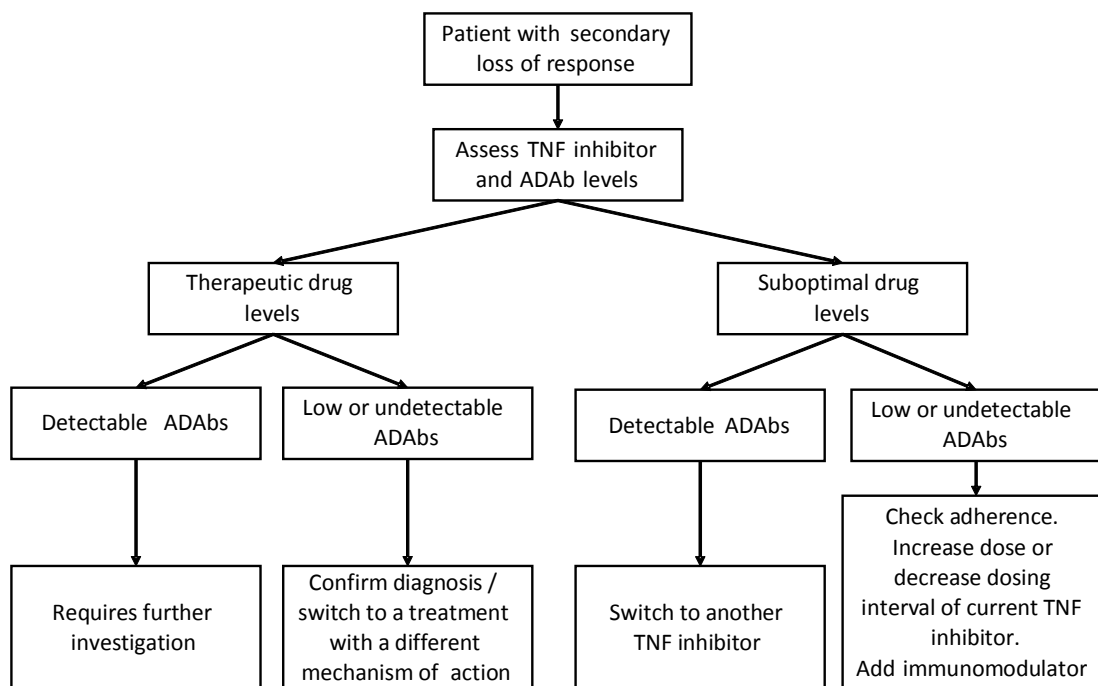 Patient with secondary
loss of response
Assess TNF inhibitor
and ADAb levels
Therapeutic drug
levels
Suboptimal drug
levels
Detectable ADAbs
Low or undetectable
ADAbs
Detectable ADAbs
Low or undetectable
ADAbs
Requires further
investigation
Confirm diagnosis /
switch to a treatment
with a different
mechanism of action
Switch to another
TNF inhibitor
Check adherence.
Increase dose or
decrease dosing
interval of current TNF
inhibitor.
Add immunomodulator